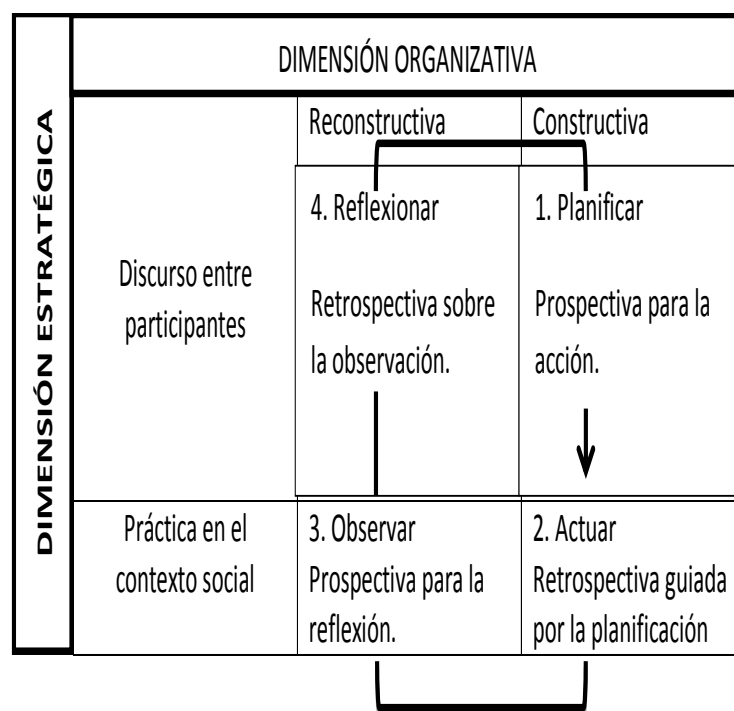 DIMENSIÓN ORGANIZATIVA
DIMENSIÓN ESTRATÉGICA
Reconstructiva
Constructiva
Discurso entre
participantes
4. Reflexionar
Retrospectiva sobre
la observación.
1. Planificar
Prospectiva para la
acción.
Práctica en el
contexto social
3. Observar
Prospectiva para la
reflexión.
2. Actuar
Retrospectiva guiada
por la planificación